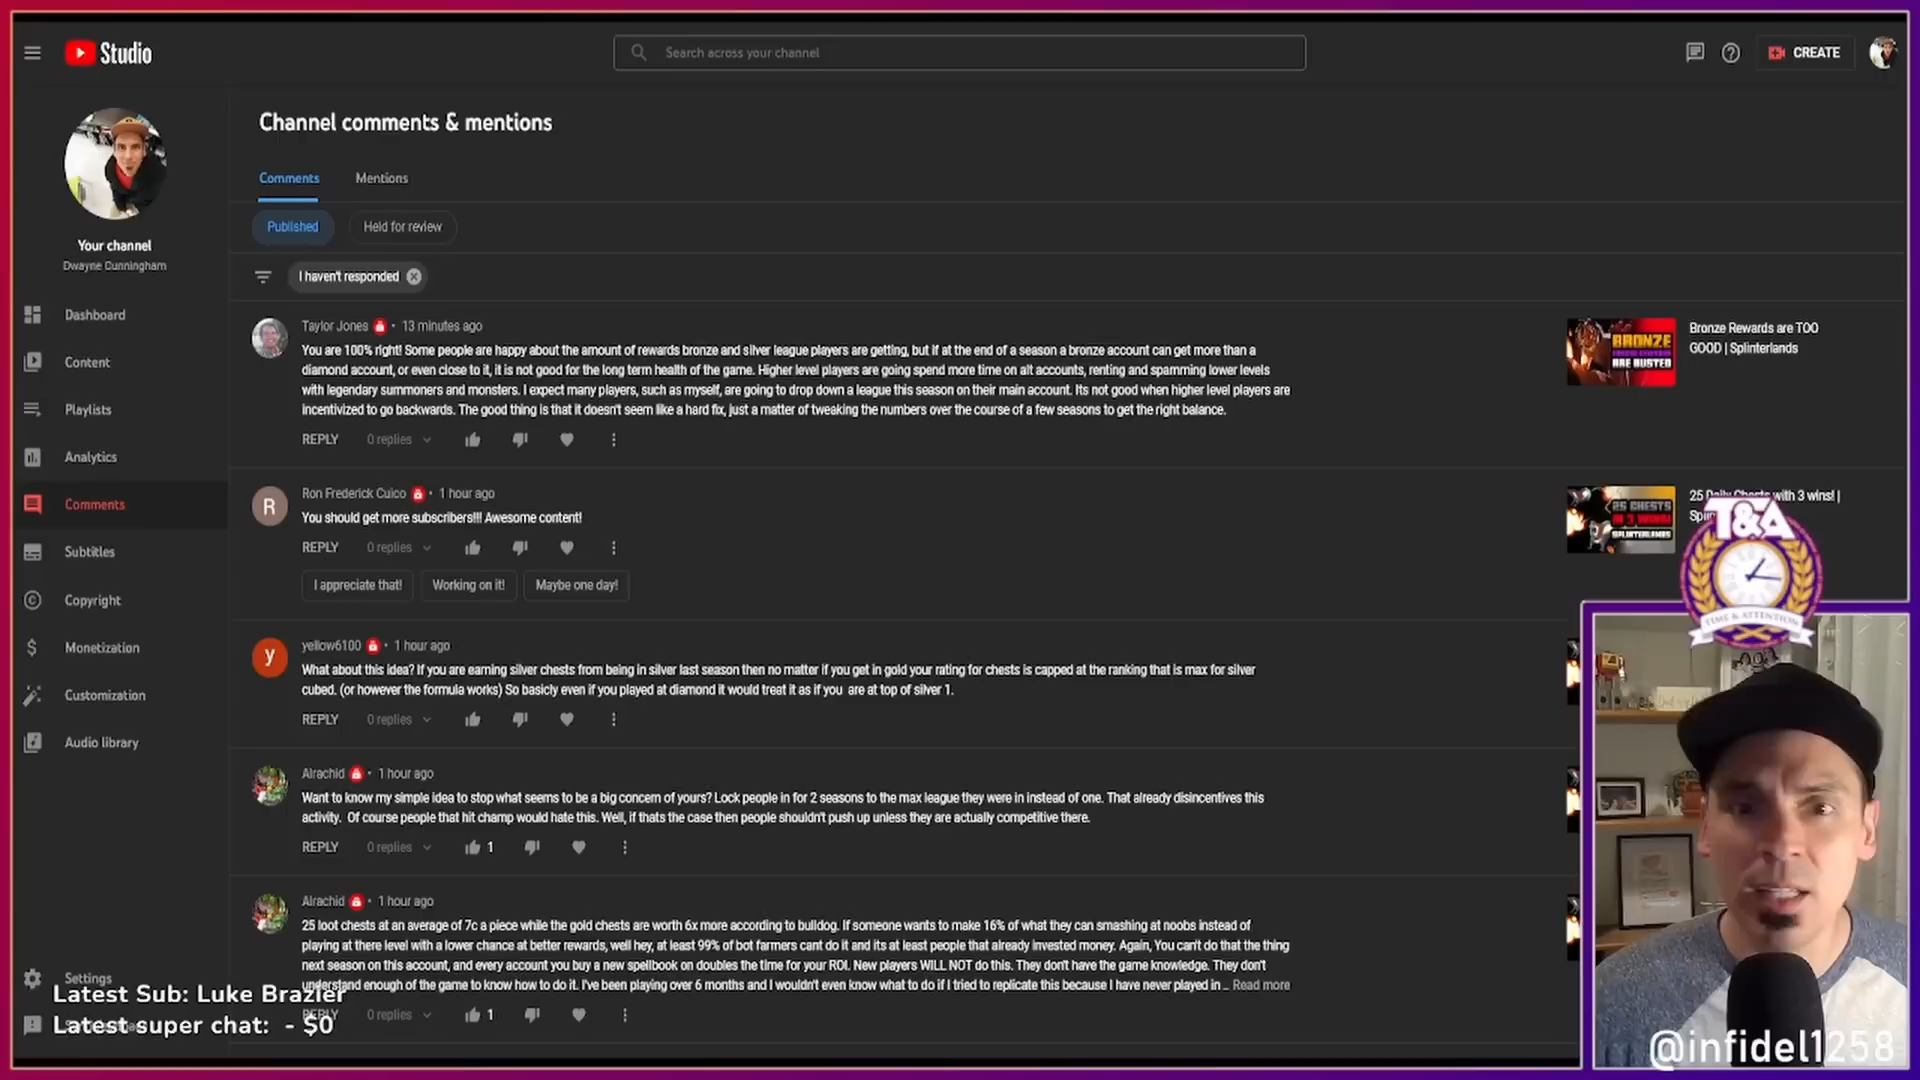 Studio
Search across your channel
CREATE
Your channel
Dwayne Cunningham
Dashboard
Content
Playlists
Analytics
Comments
Subtitles
Copyright
Monetization
Customization
Audio library
Settings
Channel comments & mentions
Comments
Mentions
Published
Held for review
I haven't responded
Taylor Jones • 13 minutes ago
You are 100% right! Some people are happy about the amount of rewards bronze and silver league players are getting, but if at the end of a season a bronze account can get more than a
diamond account, or even close to it, it is not good for the long term health of the game. Higher level players are going spend more time on alt accounts, renting and spamming lower levels
with legendary summoners and monsters. I expect many players, such as myself, are going to drop down a league this season on their main account. Its not good when higher level players are
incentivized to go backwards. The good thing is that it doesn't seem like a hard fix, just a matter of tweaking the numbers over the course of a few seasons to get the right balance.
REPLY 0 replies
BRONZE
ARE BUSTED
Bronze Rewards are TOO
GOOD | Splinterlands
R
Ron Frederick Cuico • 1 hour ago
You should get more subscribers!!! Awesome content!
REPLY 0 replies
I appreciate that! Working on it! Maybe one day!
25 CHESTS
IN 3 WINS!
SPLINTERLANDS
25 Daily Chests with 3 wins! |
y
yellow6100 • 1 hour ago
What about this idea? If you are earning silver chests from being in silver last season then no matter if you get in gold your rating for chests is capped at the ranking that is max for silver
cubed. (or however the formula works) So basicly even if you played at diamond it would treat it as if you are at top of silver 1.
REPLY 0 replies
Alrachid • 1 hour ago
Want to know my simple idea to stop what seems to be a big concern of yours? Lock people in for 2 seasons to the max league they were in instead of one. That already disincentives this
activity. Of course people that hit champ would hate this. Well, if thats the case then people shouldn't push up unless they are actually competitive there.
REPLY 0 replies 1
Alrachid • 1 hour ago
25 loot chests at an average of 7c a piece while the gold chests are worth 6x more according to bulldog. If someone wants to make 16% of what they can smashing at noobs instead of
playing at there level with a lower chance at better rewards, well hey, at least 99% of bot farmers cant do it and its at least people that already invested money. Again, You can't do that the thing
next season on this account, and every account you buy a new spellbook on doubles the time for your ROI. New players WILL NOT do this. They don't have the game knowledge. They don't
understand enough of the game to know how to do it. I've been playing over 6 months and I wouldn't even know what to do if I tried to replicate this because I have never played in ... Read more
REPLY 0 replies 1
T&A
TIME & ATTENTION
Latest Sub: Luke Brazier
Latest super chat: - $0
@infidel1258